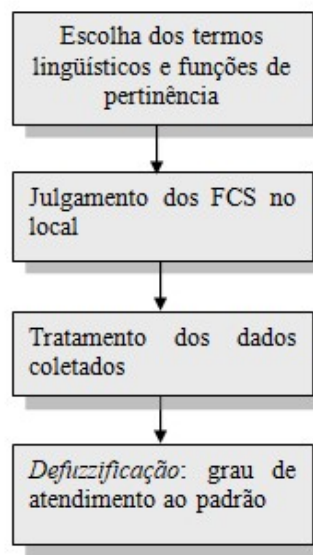 Escolha dos termos
lingüísticos e funções de
pertinência
Julgamento dos FCS no
local
Tratamento dos dados
coletados
Defuzzificação: grau de
atendimento ao padrão